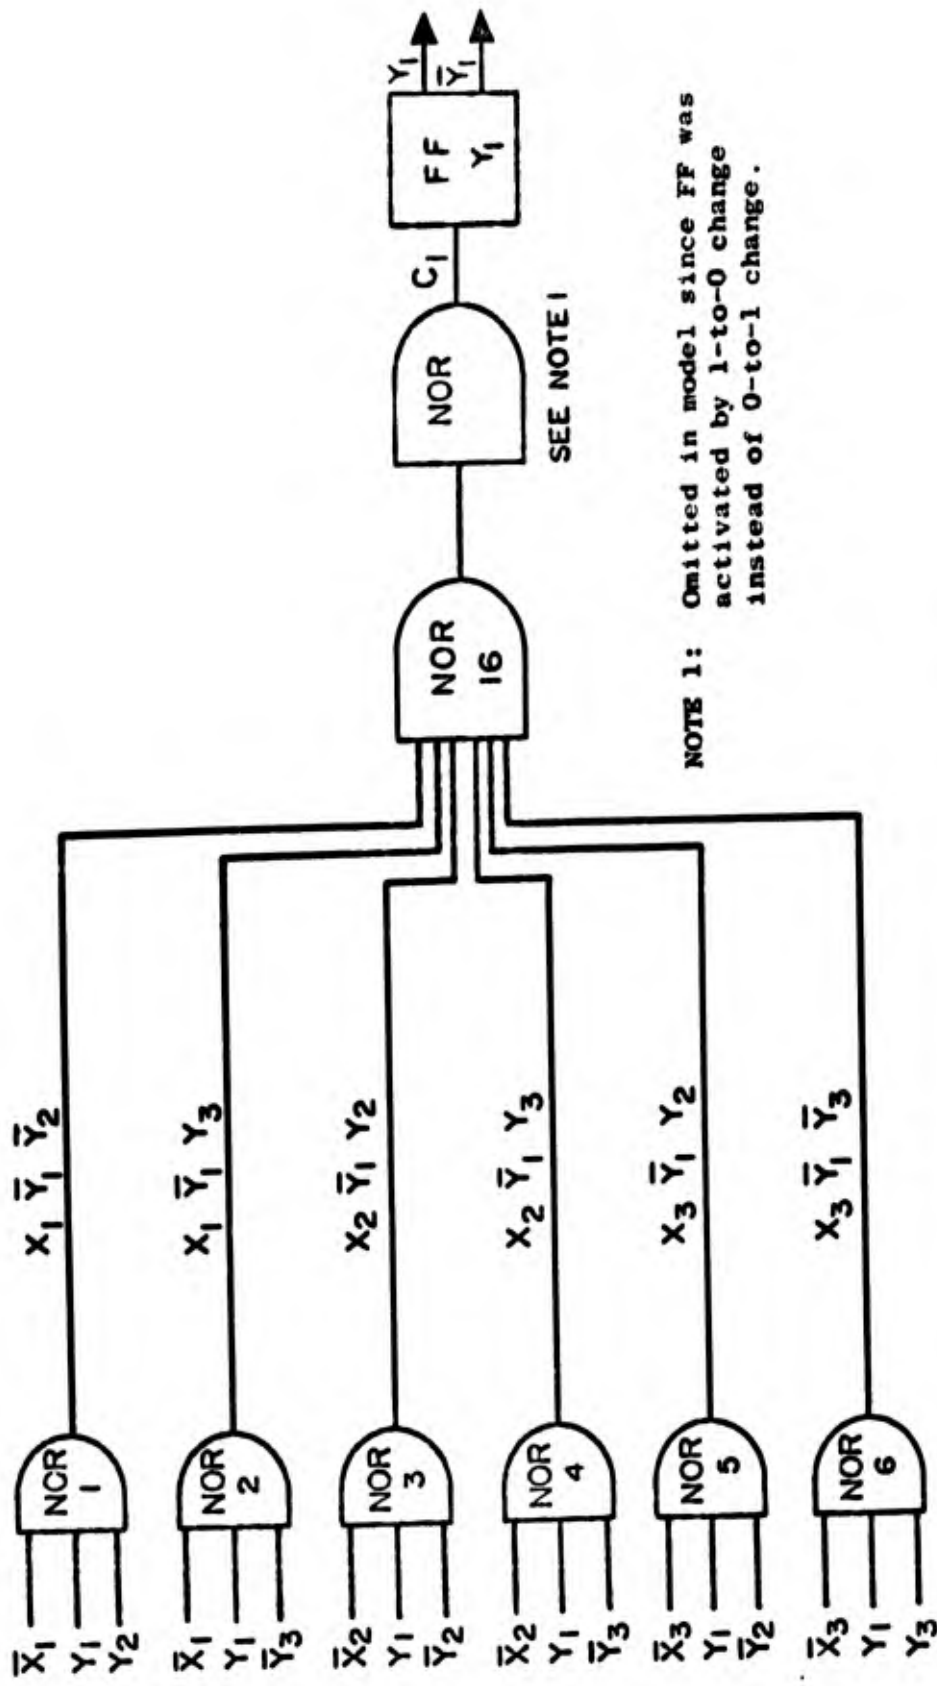 X̄1
Y1
Y2
NOR
1
X1 Ȳ1 Ȳ2
X̄1
Y1
Ȳ3
NOR
2
X1 Ȳ1 Y3
X̄2
Y1
Ȳ2
NOR
3
X2 Ȳ1 Y2
X̄2
Y1
Ȳ3
NOR
4
X2 Ȳ1 Y3
X̄3
Y1
Ȳ2
NOR
5
X3 Ȳ1 Y2
X̄3
Y1
Y3
NOR
6
X3 Ȳ1 Ȳ3
NOR
16
NOR
SEE NOTE 1
C1
FF
Y1
Y1
Ȳ1
NOTE 1: Omitted in model since FF was
activated by 1-to-0 change
instead of 0-to-1 change.